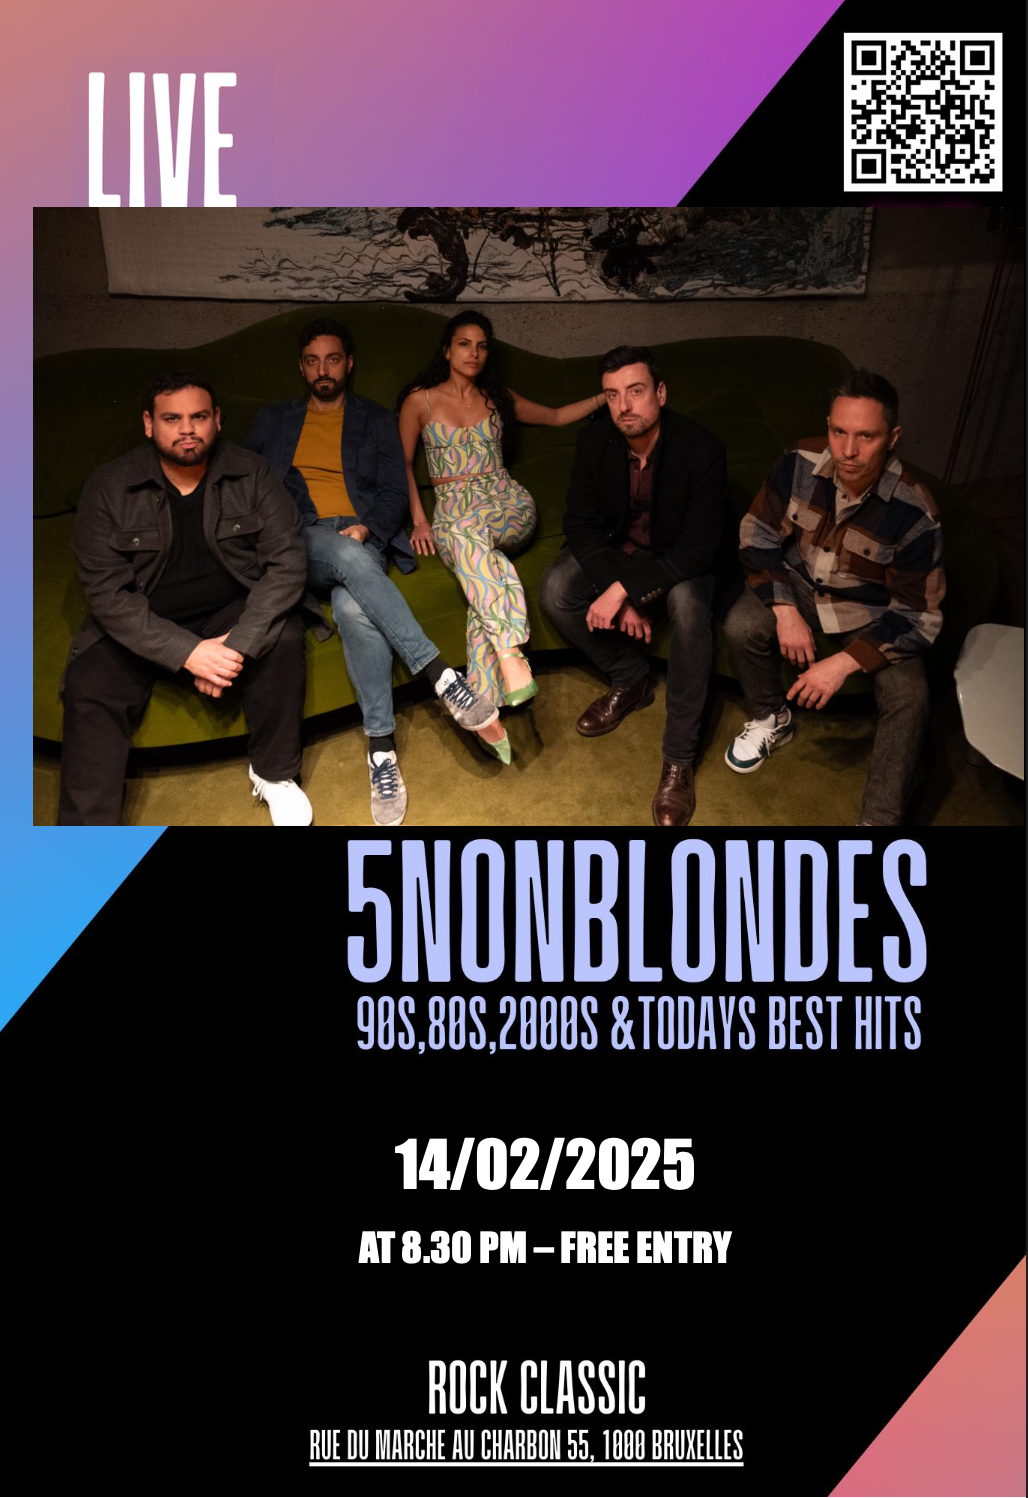 LIVE
5NONBLONDES
90S,80S,2000S &TODAYS BEST HITS
14/02/2025
AT 8.30 PM – FREE ENTRY
ROCK CLASSIC
RUE DU MARCHE AU CHARBON 55, 1000 BRUXELLES